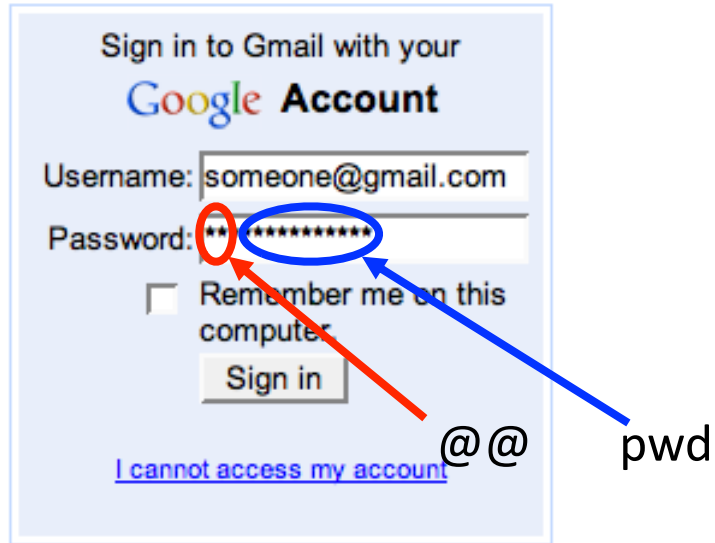 Sign in to Gmail with your
Google Account
Username: someone@gmail.com
Password: **************
Remember me on this
computer.
Sign in
@@ pwd
I cannot access my account